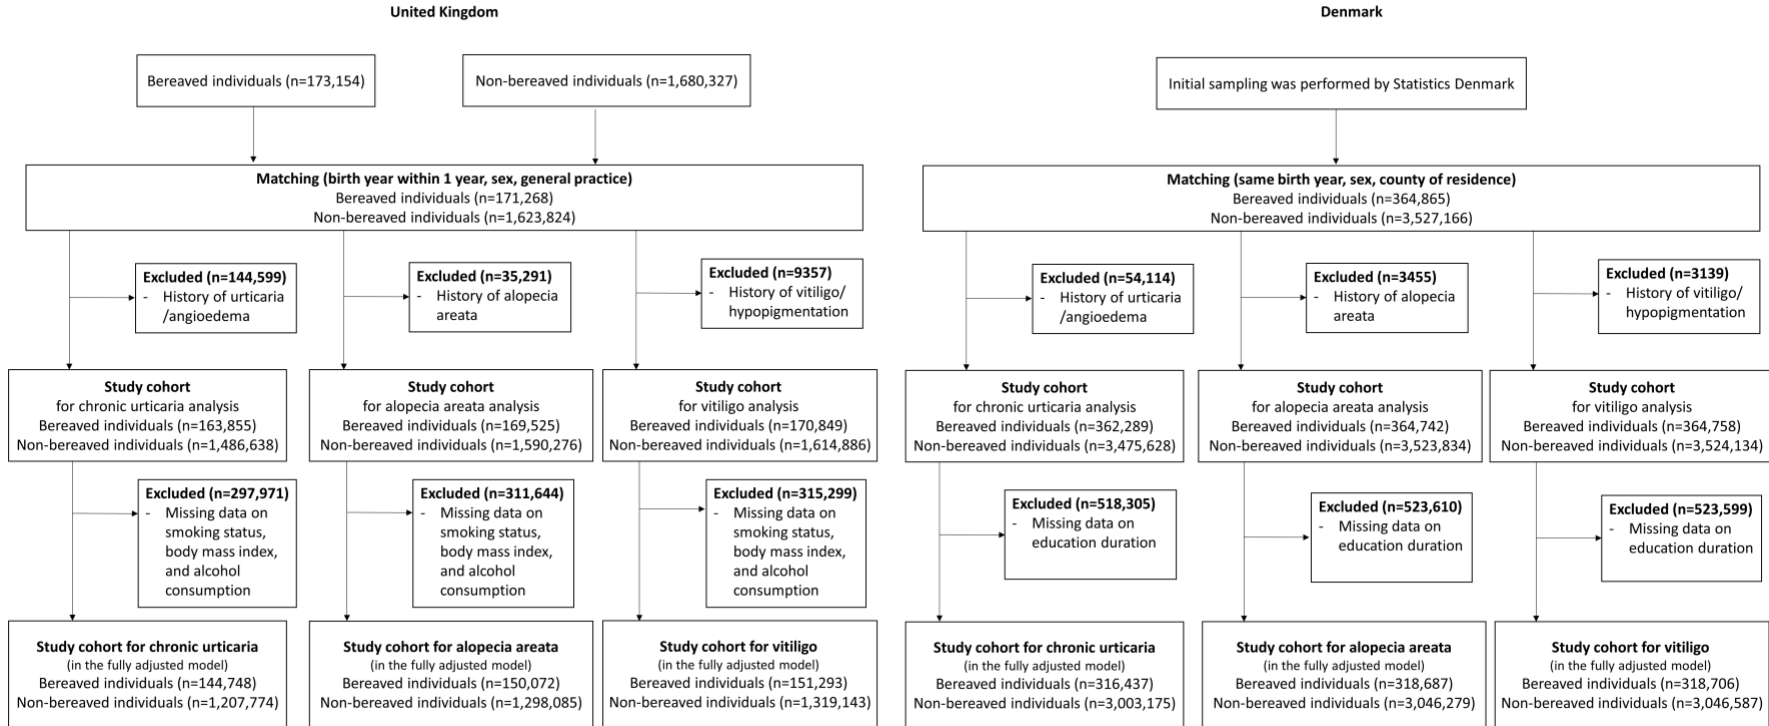 United Kingdom
Bereaved individuals (n=173,154)
Non-bereaved individuals (n=1,680,327)
Matching (birth year within 1 year, sex, general practice)
Bereaved individuals (n=171,268)
Non-bereaved individuals (n=1,623,824)
Excluded (n=144,599)
- History of urticaria
/angioedema
Excluded (n=35,291)
- History of alopecia
areata
Excluded (n=9357)
- History of vitiligo/
hypopigmentation
Study cohort
for chronic urticaria analysis
Bereaved individuals (n=163,855)
Non-bereaved individuals (n=1,486,638)
Study cohort
for alopecia areata analysis
Bereaved individuals (n=169,525)
Non-bereaved individuals (n=1,590,276)
Study cohort
for vitiligo analysis
Bereaved individuals (n=170,849)
Non-bereaved individuals (n=1,614,886)
Excluded (n=297,971)
- Missing data on
smoking status,
body mass index,
and alcohol
consumption
Excluded (n=311,644)
- Missing data on
smoking status,
body mass index,
and alcohol
consumption
Excluded (n=315,299)
- Missing data on
smoking status,
body mass index,
and alcohol
consumption
Study cohort for chronic urticaria
(in the fully adjusted model)
Bereaved individuals (n=144,748)
Non-bereaved individuals (n=1,207,774)
Study cohort for alopecia areata
(in the fully adjusted model)
Bereaved individuals (n=150,072)
Non-bereaved individuals (n=1,298,085)
Study cohort for vitiligo
(in the fully adjusted model)
Bereaved individuals (n=151,293)
Non-bereaved individuals (n=1,319,143)
Denmark
Initial sampling was performed by Statistics Denmark
Matching (same birth year, sex, county of residence)
Bereaved individuals (n=364,865)
Non-bereaved individuals (n=3,527,166)
Excluded (n=54,114)
- History of urticaria
/angioedema
Excluded (n=3455)
- History of alopecia
areata
Excluded (n=3139)
- History of vitiligo/
hypopigmentation
Study cohort
for chronic urticaria analysis
Bereaved individuals (n=362,289)
Non-bereaved individuals (n=3,475,628)
Study cohort
for alopecia areata analysis
Bereaved individuals (n=364,742)
Non-bereaved individuals (n=3,523,834)
Study cohort
for vitiligo analysis
Bereaved individuals (n=364,758)
Non-bereaved individuals (n=3,524,134)
Excluded (n=518,305)
- Missing data on
education duration
Excluded (n=523,610)
- Missing data on
education duration
Excluded (n=523,599)
- Missing data on
education duration
Study cohort for chronic urticaria
(in the fully adjusted model)
Bereaved individuals (n=316,437)
Non-bereaved individuals (n=3,003,175)
Study cohort for alopecia areata
(in the fully adjusted model)
Bereaved individuals (n=318,687)
Non-bereaved individuals (n=3,046,279)
Study cohort for vitiligo
(in the fully adjusted model)
Bereaved individuals (n=318,706)
Non-bereaved individuals (n=3,046,587)